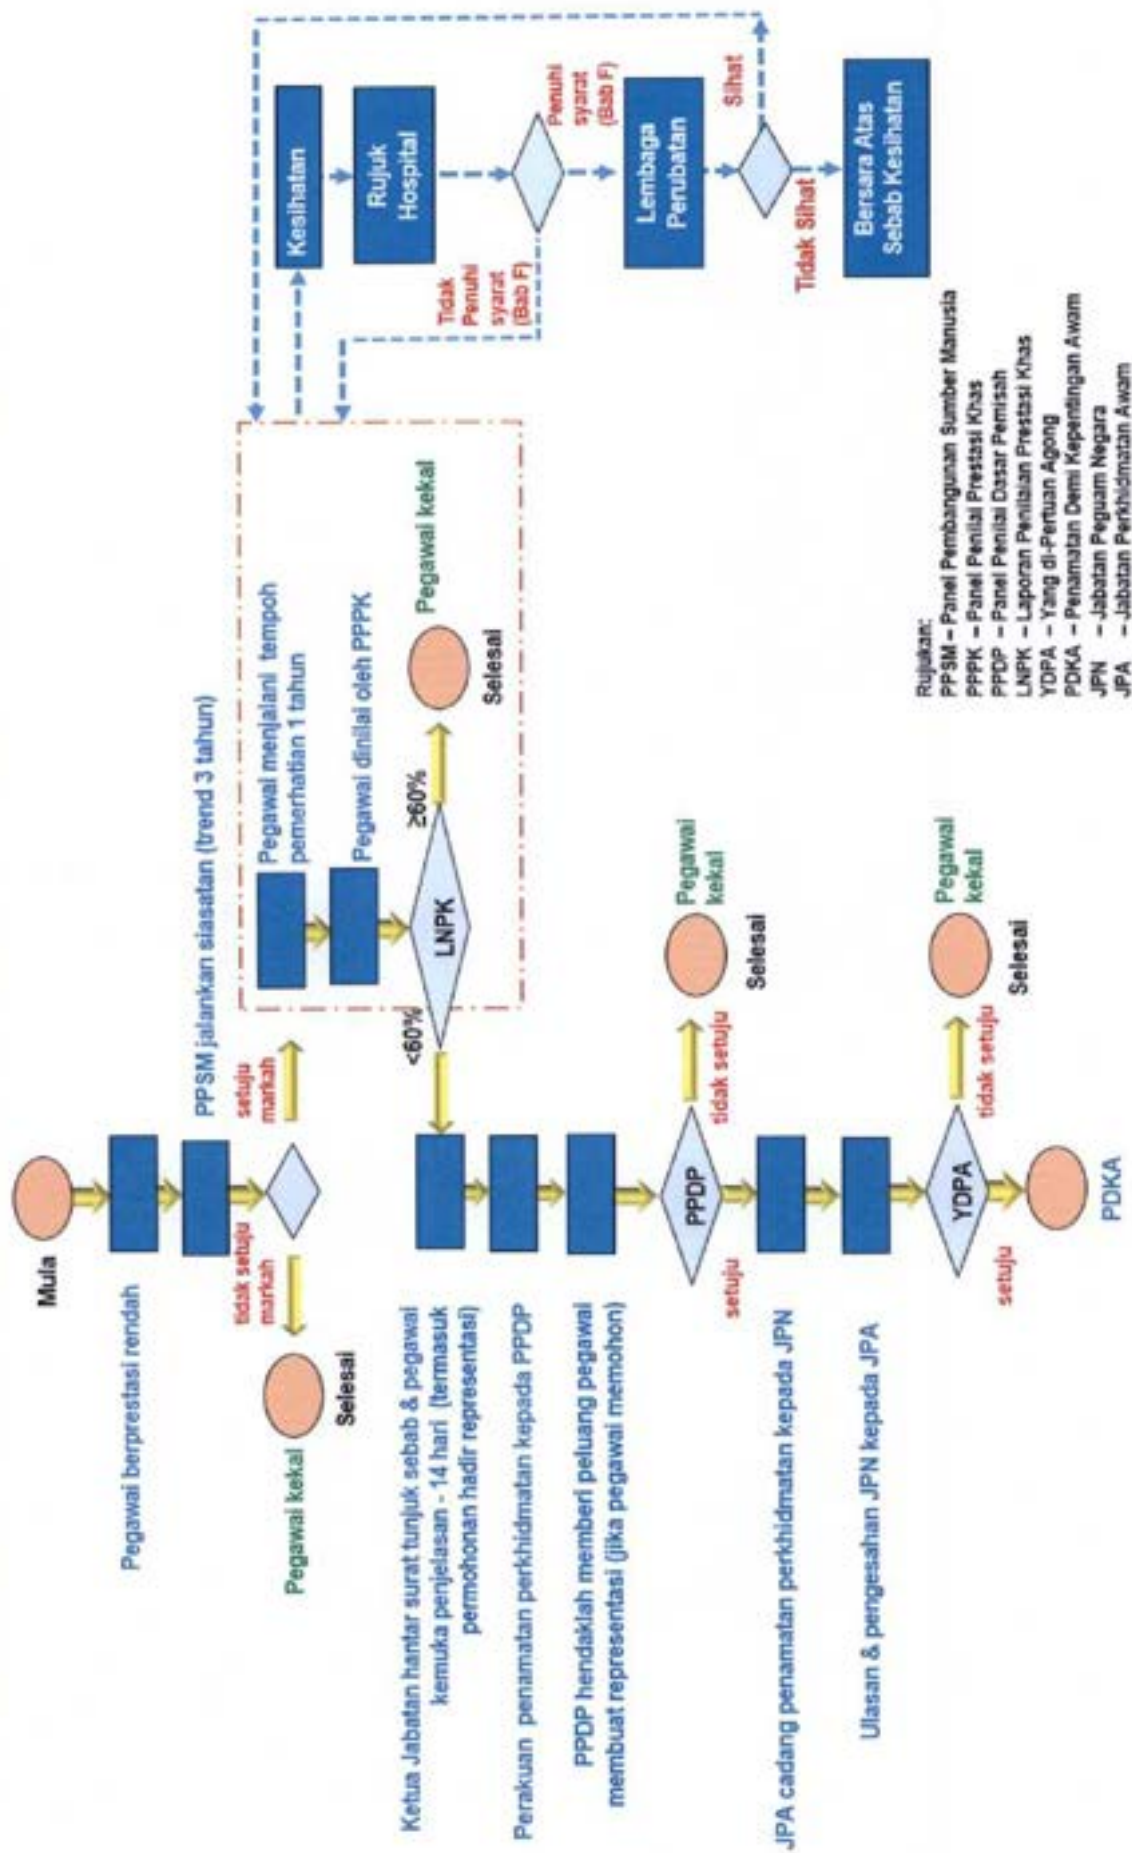 Mula
Pegawai berprestasi rendah
PPSM jalankan siasatan (trend 3 tahun)
tidak setuju
markah
setuju
markah
Pegawai kekal
Selesai
Pegawai menjalani tempoh
pemerhatian 1 tahun
Pegawai dinilai oleh PPPK
LNPK
<60%
≥60%
Pegawai kekal
Selesai
Kesihatan
Rujuk
Hospital
Tidak
Penuhi
syarat
(Bab F)
Penuhi
syarat
(Bab F)
Lembaga
Perubatan
Sihat
Tidak Sihat
Bersara Atas
Sebab Kesihatan
Ketua Jabatan hantar surat tunjuk sebab & pegawai
kemuka penjelasan - 14 hari (termasuk
permohonan hadir representasi)
Perakuan penamatan perkhidmatan kepada PPDP
PPDP hendaklah memberi peluang pegawai
membuat representasi (jika pegawai memohon)
PPDP
setuju
tidak setuju
Pegawai
kekal
Selesai
JPA cadang penamatan perkhidmatan kepada JPN
Ulasan & pengesahan JPN kepada JPA
YDPA
setuju
tidak setuju
Pegawai
kekal
Selesai
PDKA
Rujukan:
PPSM – Panel Pembangunan Sumber Manusia
PPPK – Panel Penilai Prestasi Khas
PPDP – Panel Penilai Dasar Pemisah
LNPK – Laporan Penilaian Prestasi Khas
YDPA – Yang di-Pertuan Agong
PDKA – Penamatan Demi Kepentingan Awam
JPN – Jabatan Peguam Negara
JPA – Jabatan Perkhidmatan Awam